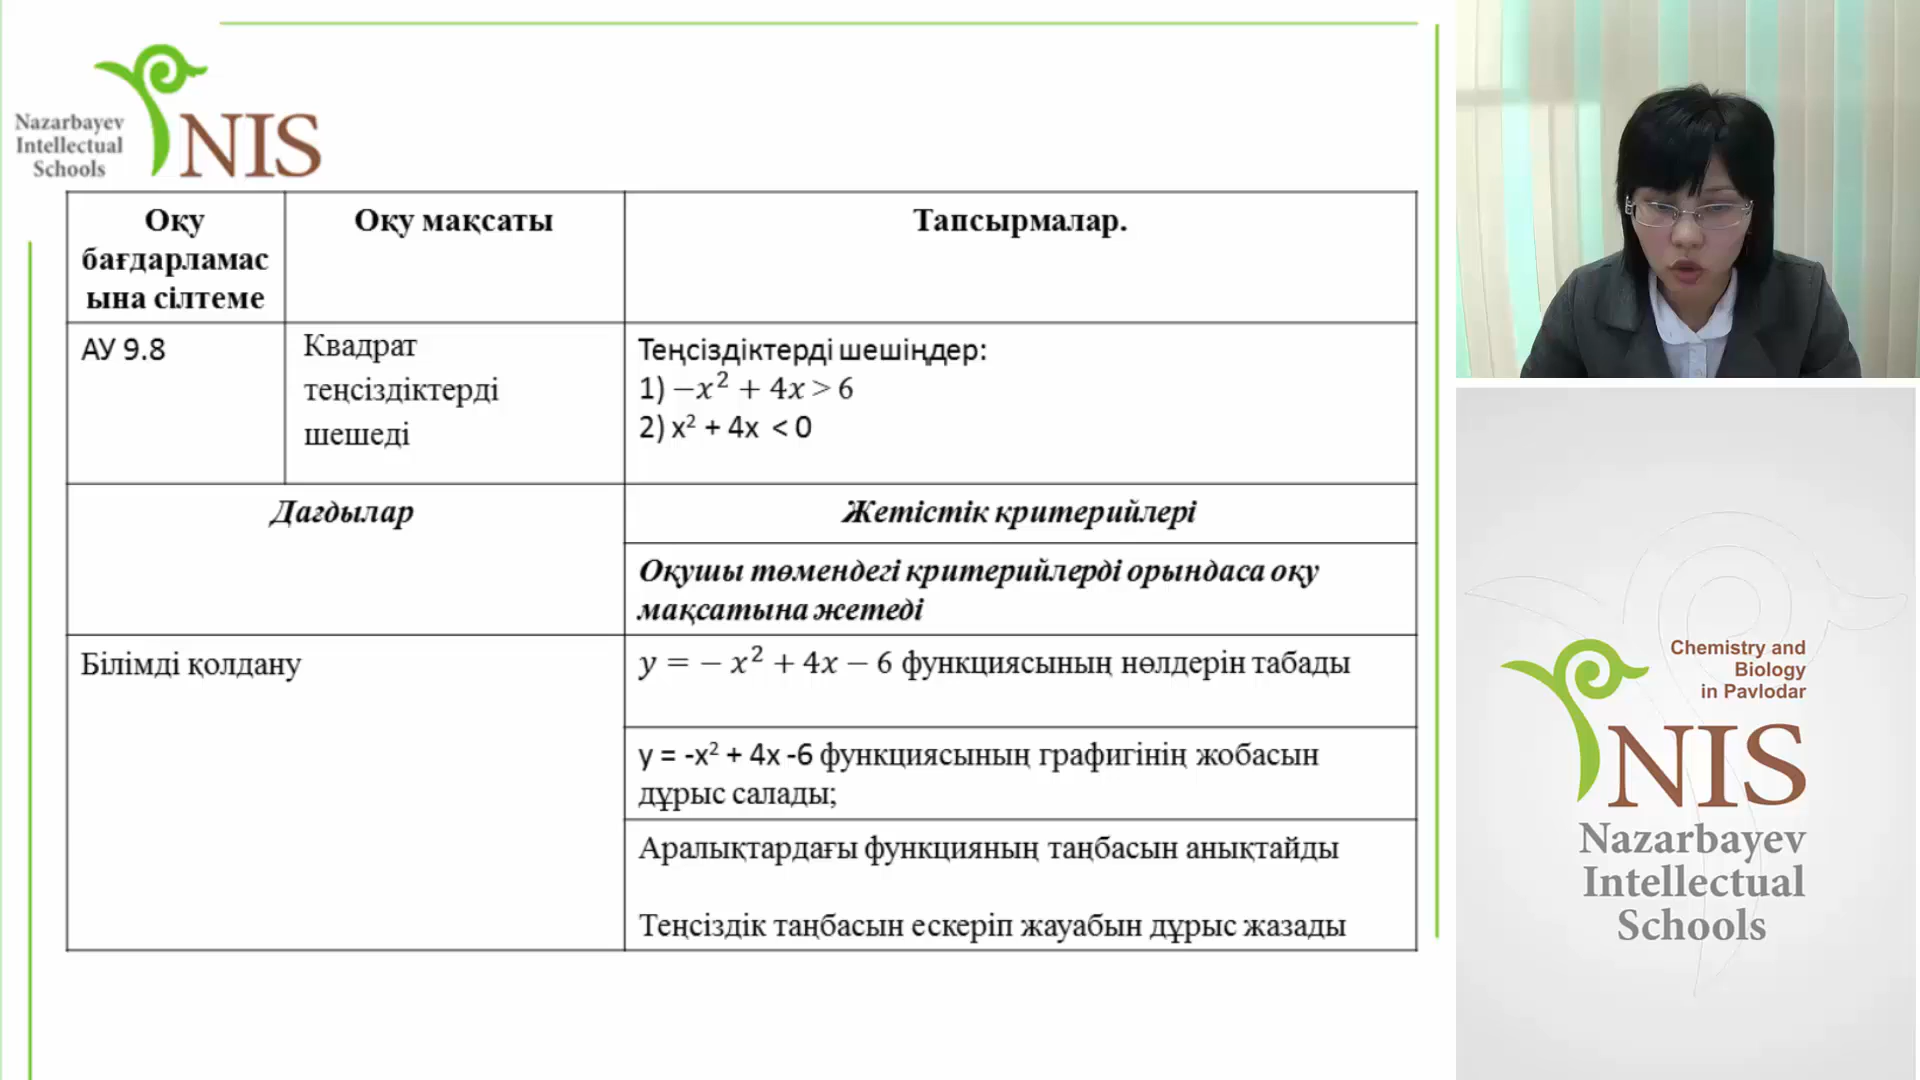 Nazarbayev
Intellectual
Schools
NIS
Оқу
бағдарламас
ына сілтеме
Оқу мақсаты
Тапсырмалар.
АУ 9.8
Квадрат
теңсіздіктерді
шешеді
Теңсіздіктерді шешіңдер:
1) −x² + 4x > 6
2) x² + 4x < 0
Дағдылар
Жетістік критерийлері
Оқушы төмендегі критерийлерді орындаса оқу
мақсатына жетеді
Білімді қолдану
y = − x² + 4x − 6 функциясының нөлдерін табады
y = -x² + 4x -6 функциясының графигінің жобасын
дұрыс салады;
Аралықтардағы функцияның таңбасын анықтайды
Теңсіздік таңбасын ескеріп жауабын дұрыс жазады
Chemistry and
Biology
in Pavlodar
NIS
Nazarbayev
Intellectual
Schools